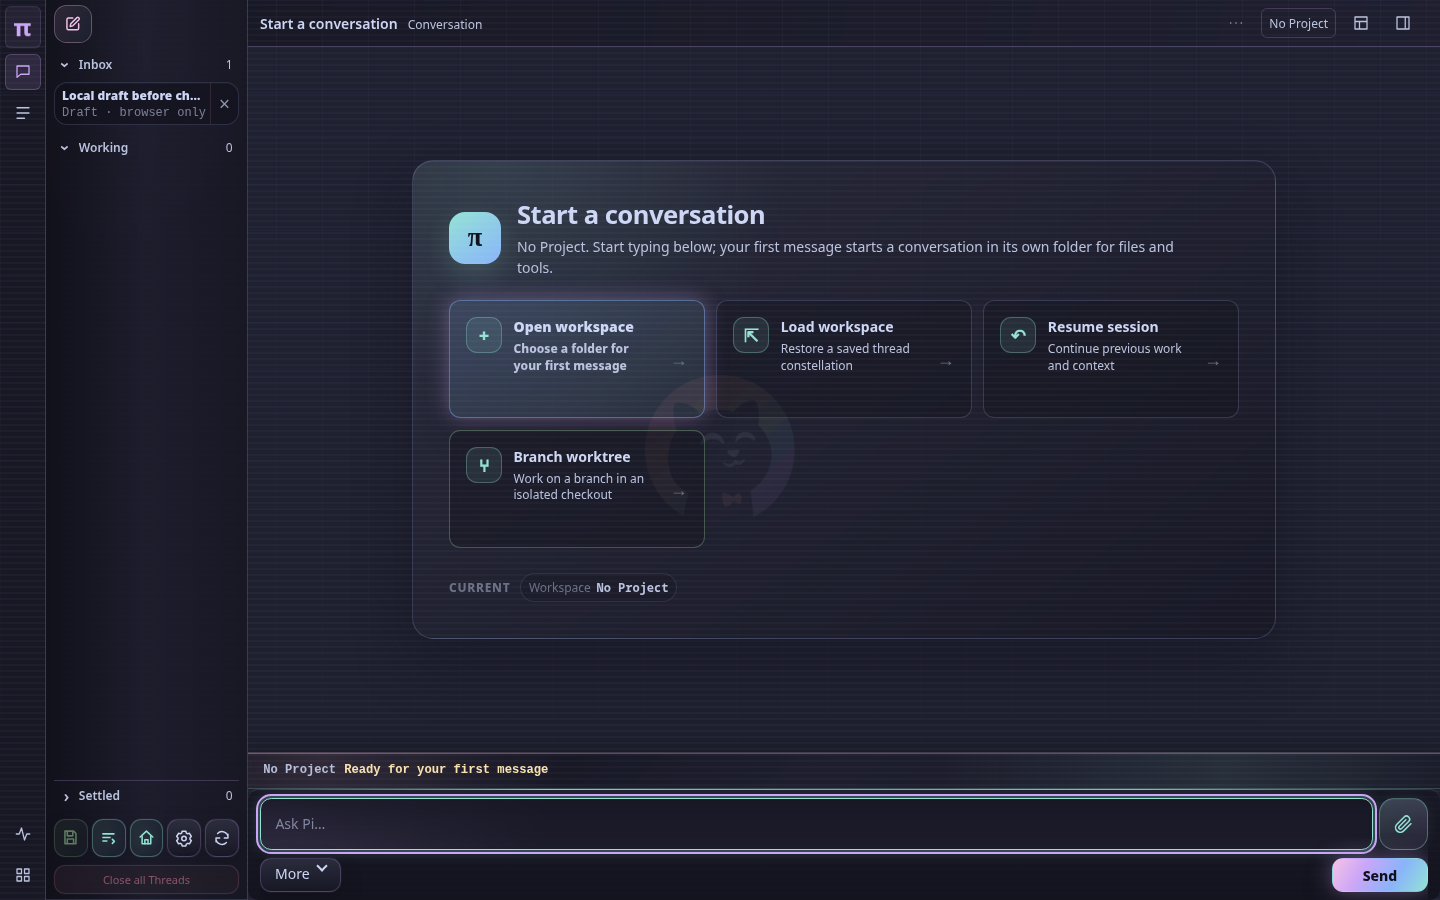 π
Inbox
1
Local draft before ch...
Draft · browser only
Working
0
Settled
0
Close all Threads
Start a conversation
Conversation
No Project
π
Start a conversation
No Project. Start typing below; your first message starts a conversation in its own folder for files and
tools.
Open workspace
Choose a folder for
your first message
Load workspace
Restore a saved thread
constellation
Resume session
Continue previous work
and context
Branch worktree
Work on a branch in an
isolated checkout
CURRENT
Workspace No Project
No Project Ready for your first message
Ask Pi...
More
Send